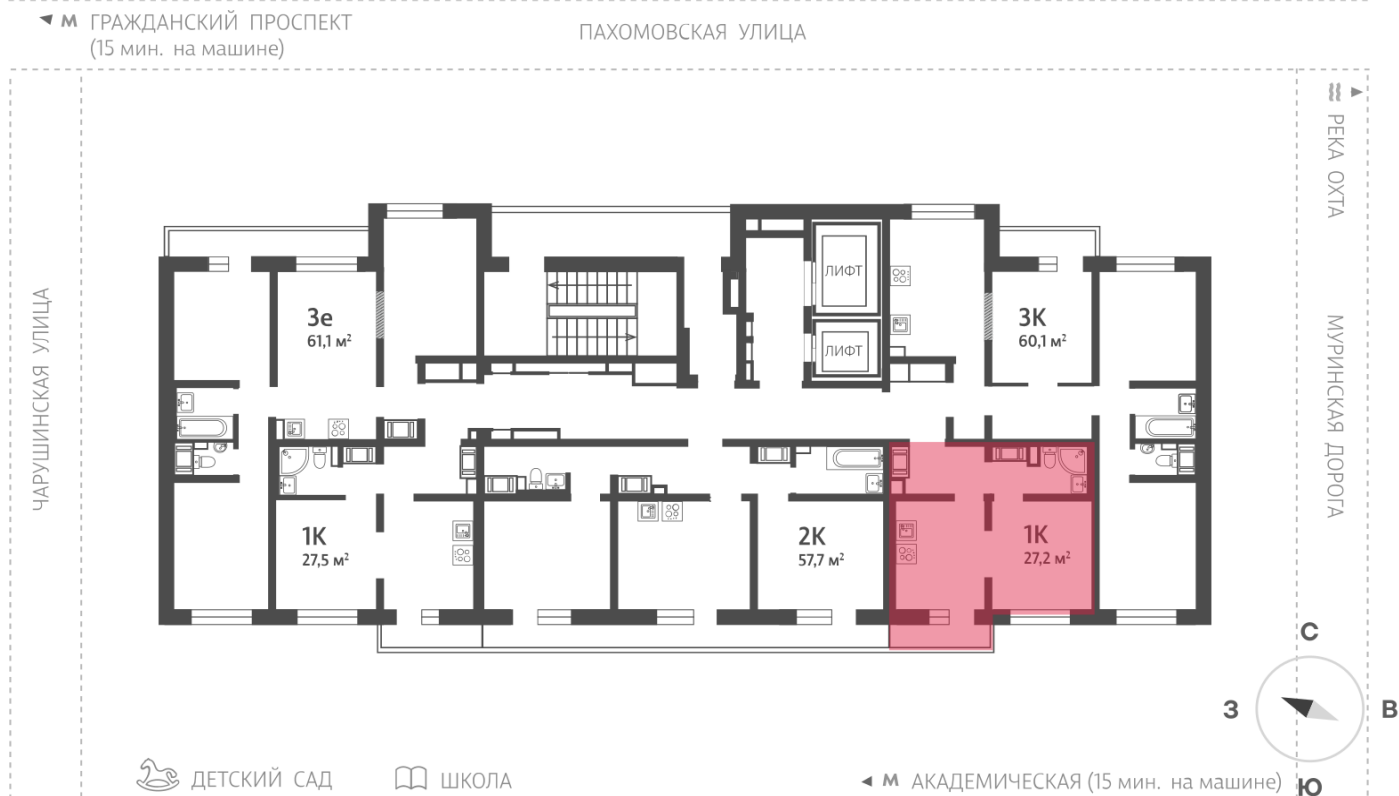 М ГРАЖДАНСКИЙ ПРОСПЕКТ
(15 мин. на машине)
ПАХОМОВСКАЯ УЛИЦА
РЕКА ОХТА
ЧАРУШИНСКАЯ УЛИЦА
МУРИНСКАЯ ДОРОГА
ЛИФТ
ЛИФТ
3е
61,1 м²
3К
60,1 м²
1К
27,5 м²
2К
57,7 м²
1К
27,2 м²
С
З
В
Ю
ДЕТСКИЙ САД
ШКОЛА
М АКАДЕМИЧЕСКАЯ (15 мин. на машине)